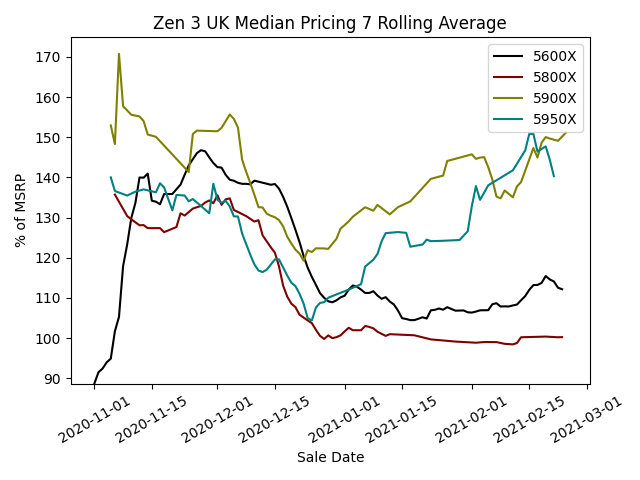 Zen 3 UK Median Pricing 7 Rolling Average
5600X
5800X
5900X
5950X
170
160
150
140
130
120
110
100
90
% of MSRP
2020-11-01
2020-11-15
2020-12-01
2020-12-15
2021-01-01
2021-01-15
2021-02-01
2021-02-15
2021-03-01
Sale Date